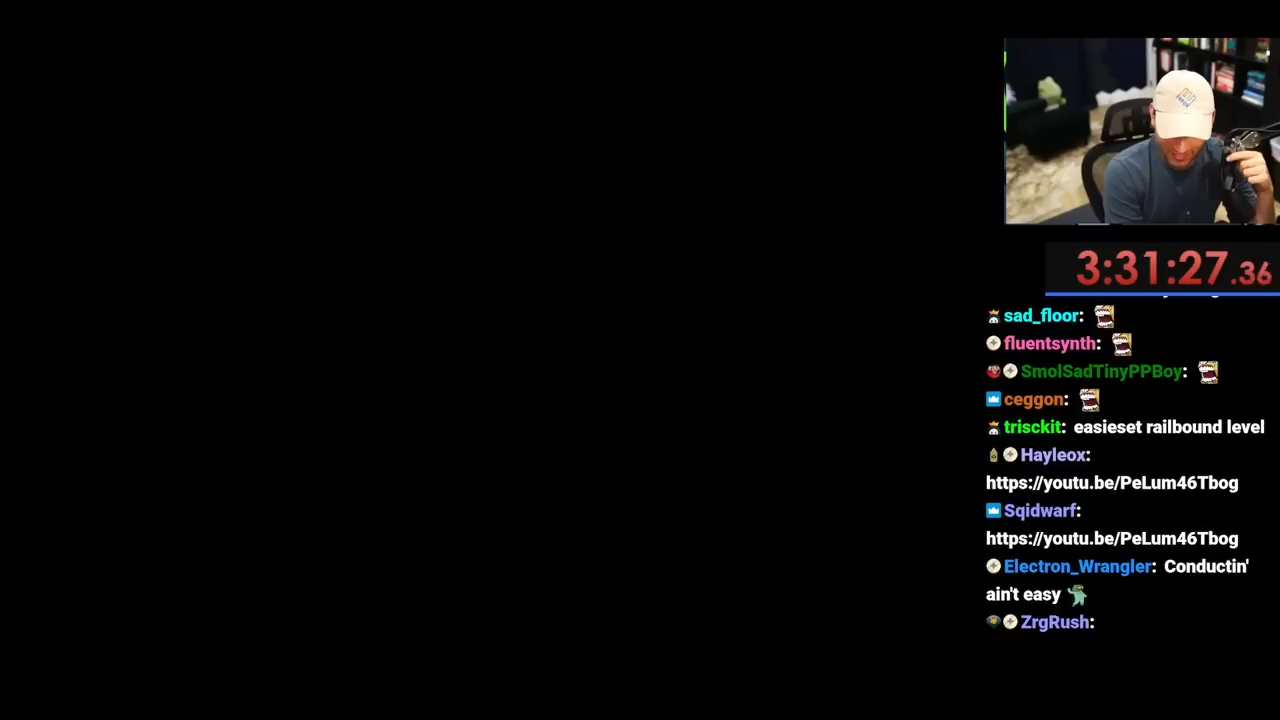 3:31:27.36
sad_floor:
fluentsynth:
SmolSadTinyPPBoy:
ceggon:
trisckit: easieset railbound level
Hayleox:
https://youtu.be/PeLum46Tbog
Sqidwarf:
https://youtu.be/PeLum46Tbog
Electron_Wrangler: Conductin'
ain't easy
ZrgRush: